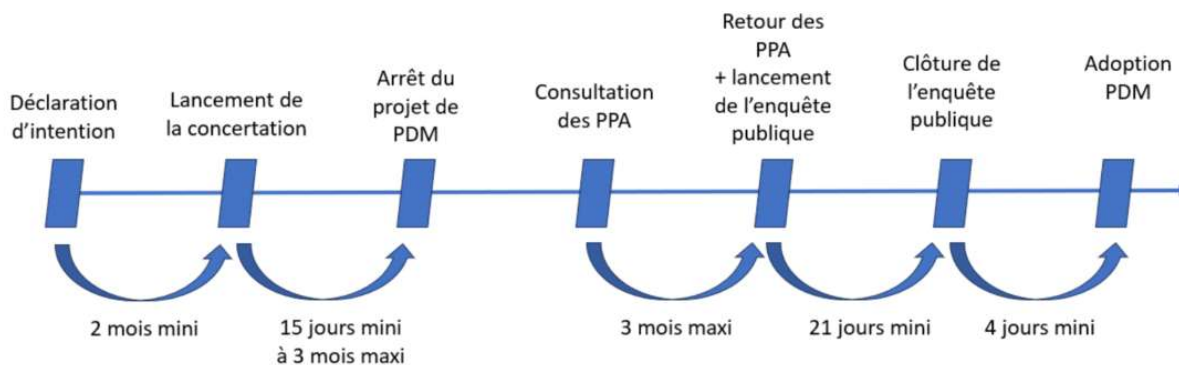 Déclaration
d'intention
Lancement de
la concertation
Arrêt du
projet de
PDM
Consultation
des PPA
Retour des
PPA
+ lancement
de l'enquête
publique
Clôture de
l'enquête
publique
Adoption
PDM
2 mois mini
15 jours mini
à 3 mois maxi
3 mois maxi
21 jours mini
4 jours mini